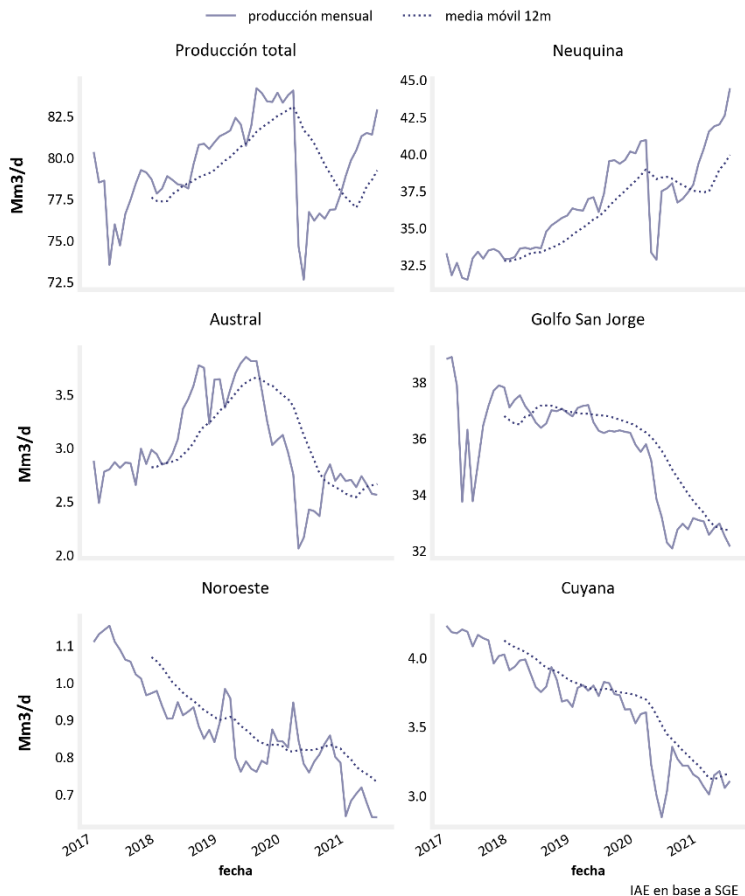 producción mensual media móvil 12m
Producción total
Neuquina
Mm3/d
82.5
80.0
77.5
75.0
72.5
45.0
42.5
40.0
37.5
35.0
32.5
Austral
Golfo San Jorge
Mm3/d
3.5
3.0
2.5
2.0
38
36
34
32
Noroeste
Cuyana
Mm3/d
1.1
1.0
0.9
0.8
0.7
4.0
3.5
3.0
2017 2018 2019 2020 2021
2017 2018 2019 2020 2021
fecha
fecha
IAE en base a SGE